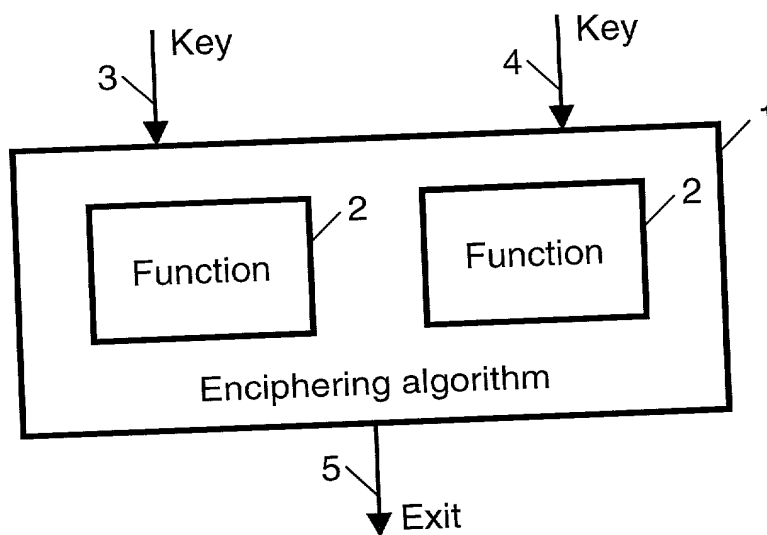 Key
Key
3
4
1
2
2
Function
Function
Enciphering algorithm
5
Exit